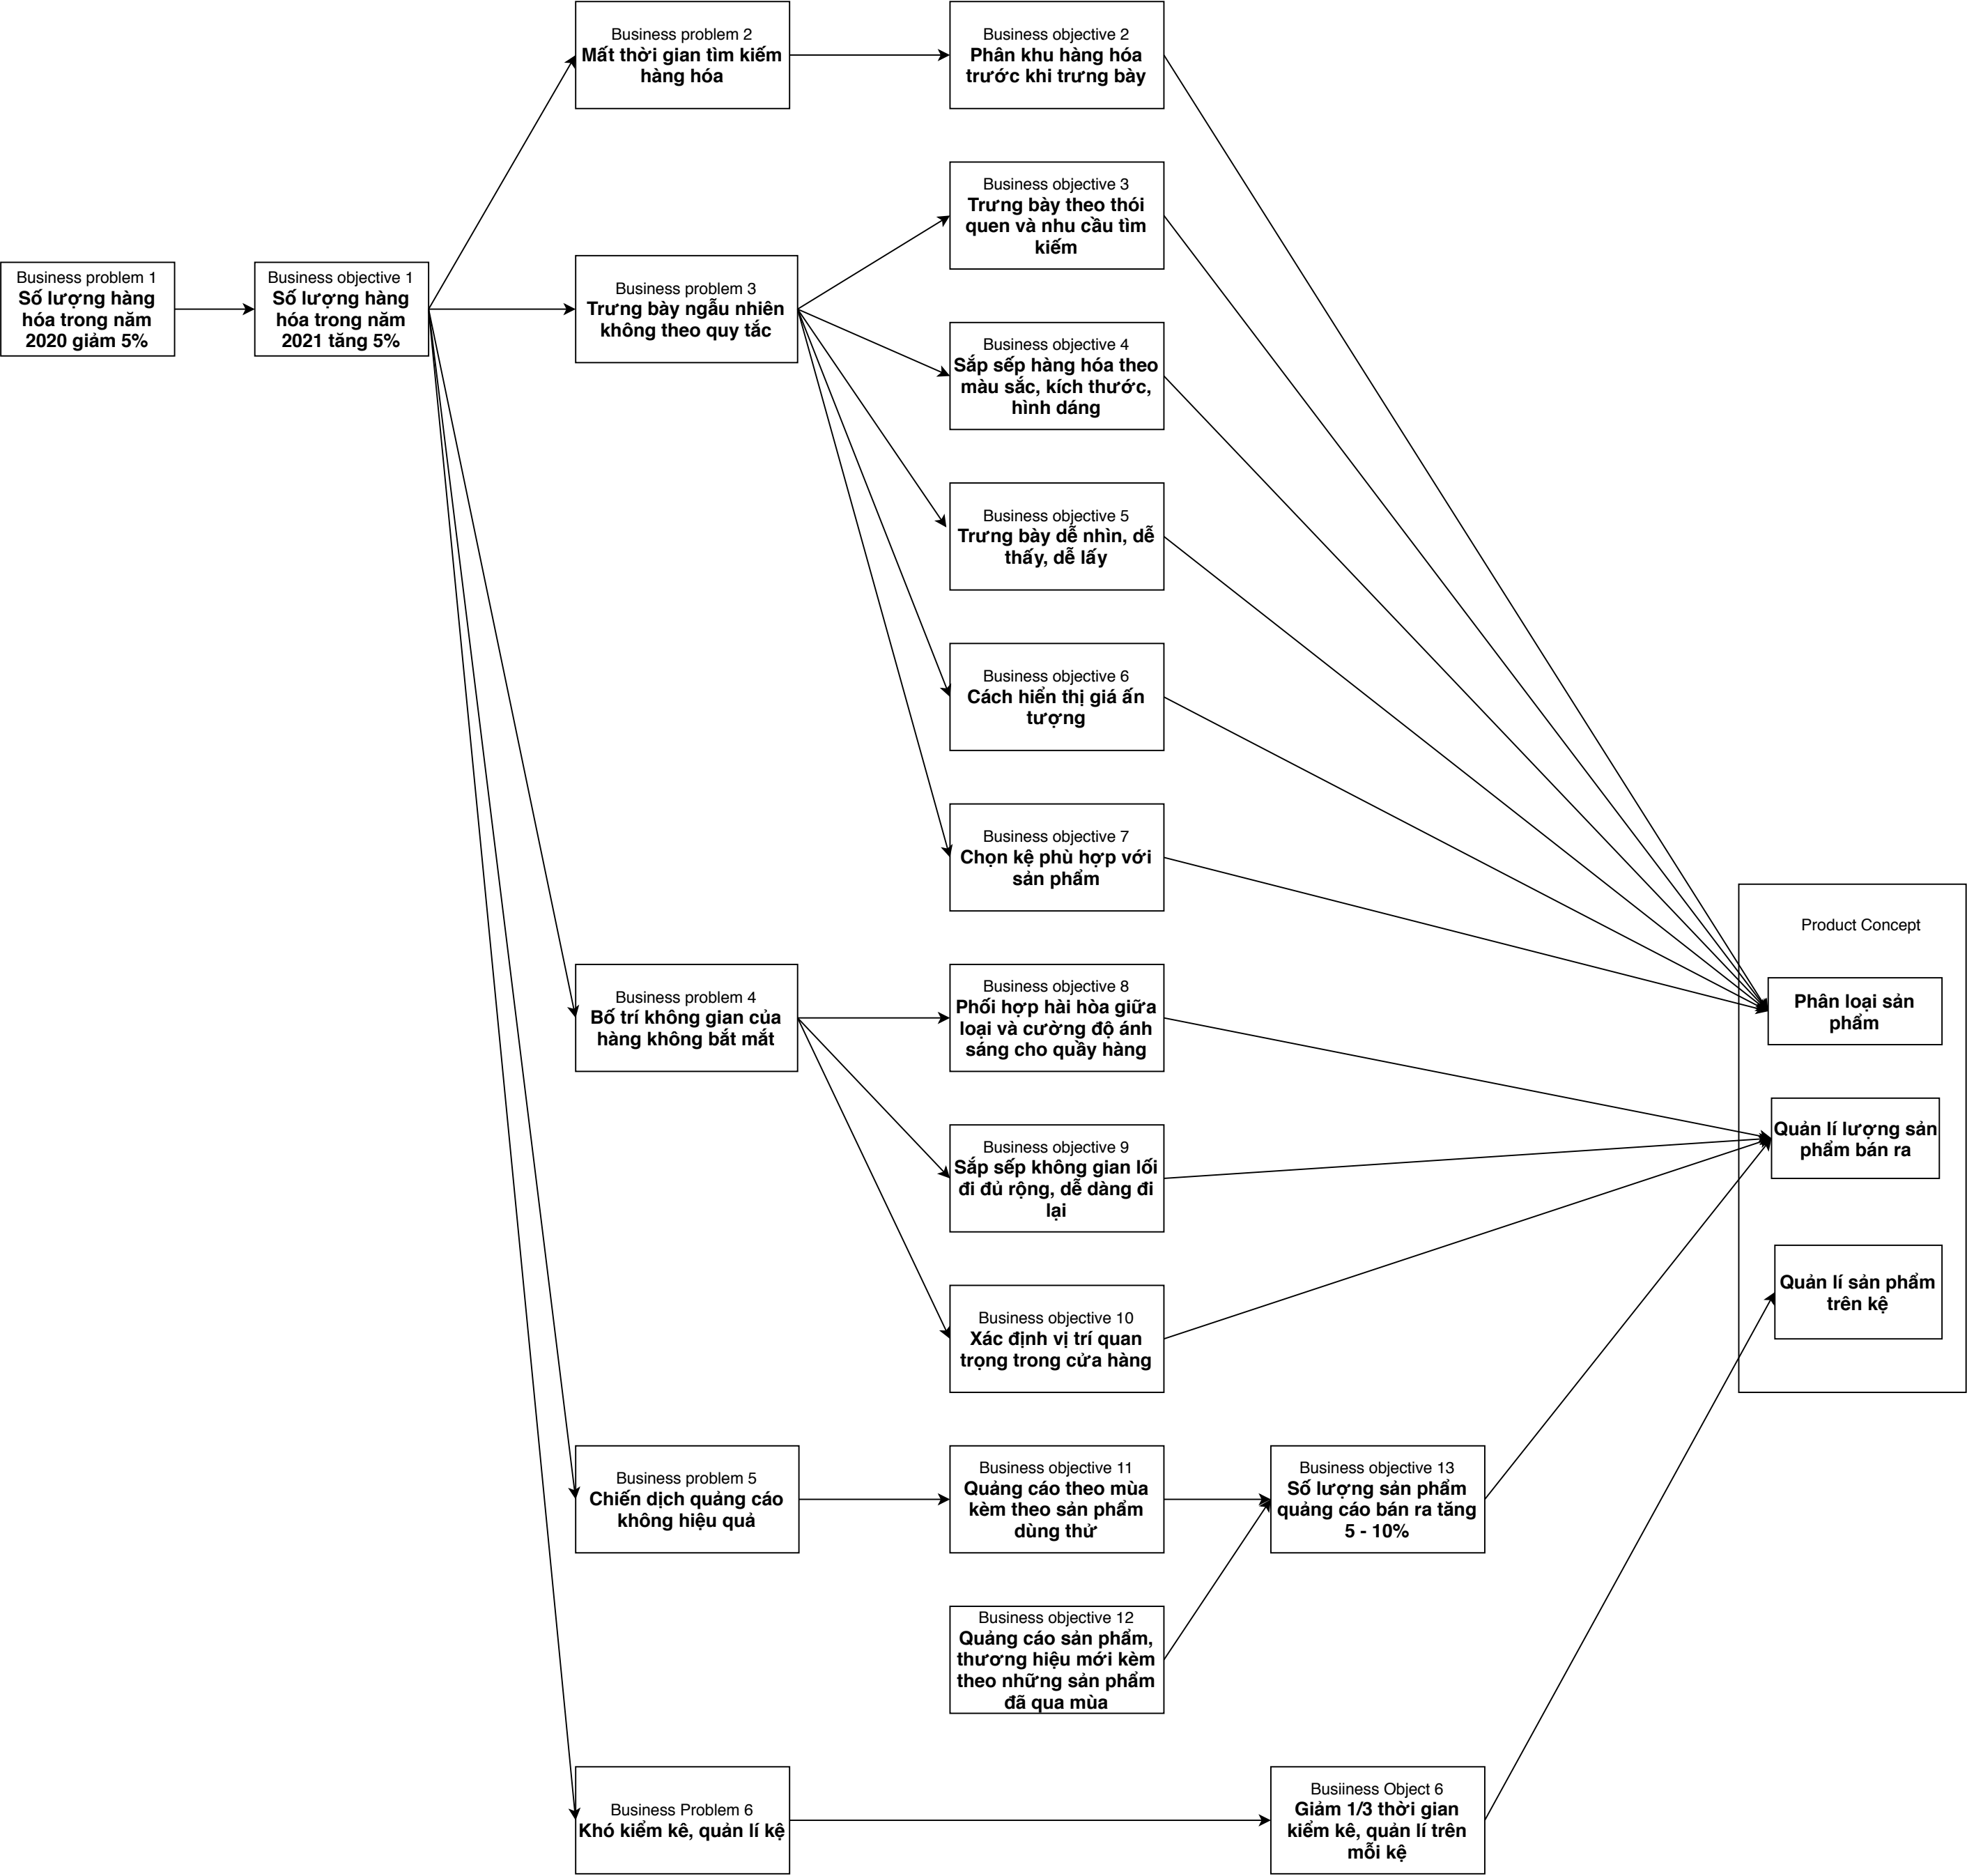 Business problem 1
Số lượng hàng
hóa trong năm
2020 giảm 5%
Business objective 1
Số lượng hàng
hóa trong năm
2021 tăng 5%
Business problem 2
Mất thời gian tìm kiếm
hàng hóa
Business objective 2
Phân khu hàng hóa
trước khi trưng bày
Business problem 3
Trưng bày ngẫu nhiên
không theo quy tắc
Business objective 3
Trưng bày theo thói
quen và nhu cầu tìm
kiếm
Business objective 4
Sắp sếp hàng hóa theo
màu sắc, kích thước,
hình dáng
Business objective 5
Trưng bày dễ nhìn, dễ
thấy, dễ lấy
Business objective 6
Cách hiển thị giá ấn
tượng
Business objective 7
Chọn kệ phù hợp với
sản phẩm
Business problem 4
Bố trí không gian của
hàng không bắt mắt
Business objective 8
Phối hợp hài hòa giữa
loại và cường độ ánh
sáng cho quầy hàng
Business objective 9
Sắp sếp không gian lối
đi đủ rộng, dễ dàng đi
lại
Business objective 10
Xác định vị trí quan
trọng trong cửa hàng
Business problem 5
Chiến dịch quảng cáo
không hiệu quả
Business objective 11
Quảng cáo theo mùa
kèm theo sản phẩm
dùng thử
Business objective 12
Quảng cáo sản phẩm,
thương hiệu mới kèm
theo những sản phẩm
đã qua mùa
Business objective 13
Số lượng sản phẩm
quảng cáo bán ra tăng
5 - 10%
Business Problem 6
Khó kiểm kê, quản lí kệ
Busiiness Object 6
Giảm 1/3 thời gian
kiểm kê, quản lí trên
mỗi kệ
Product Concept
Phân loại sản
phẩm
Quản lí lượng sản
phẩm bán ra
Quản lí sản phẩm
trên kệ